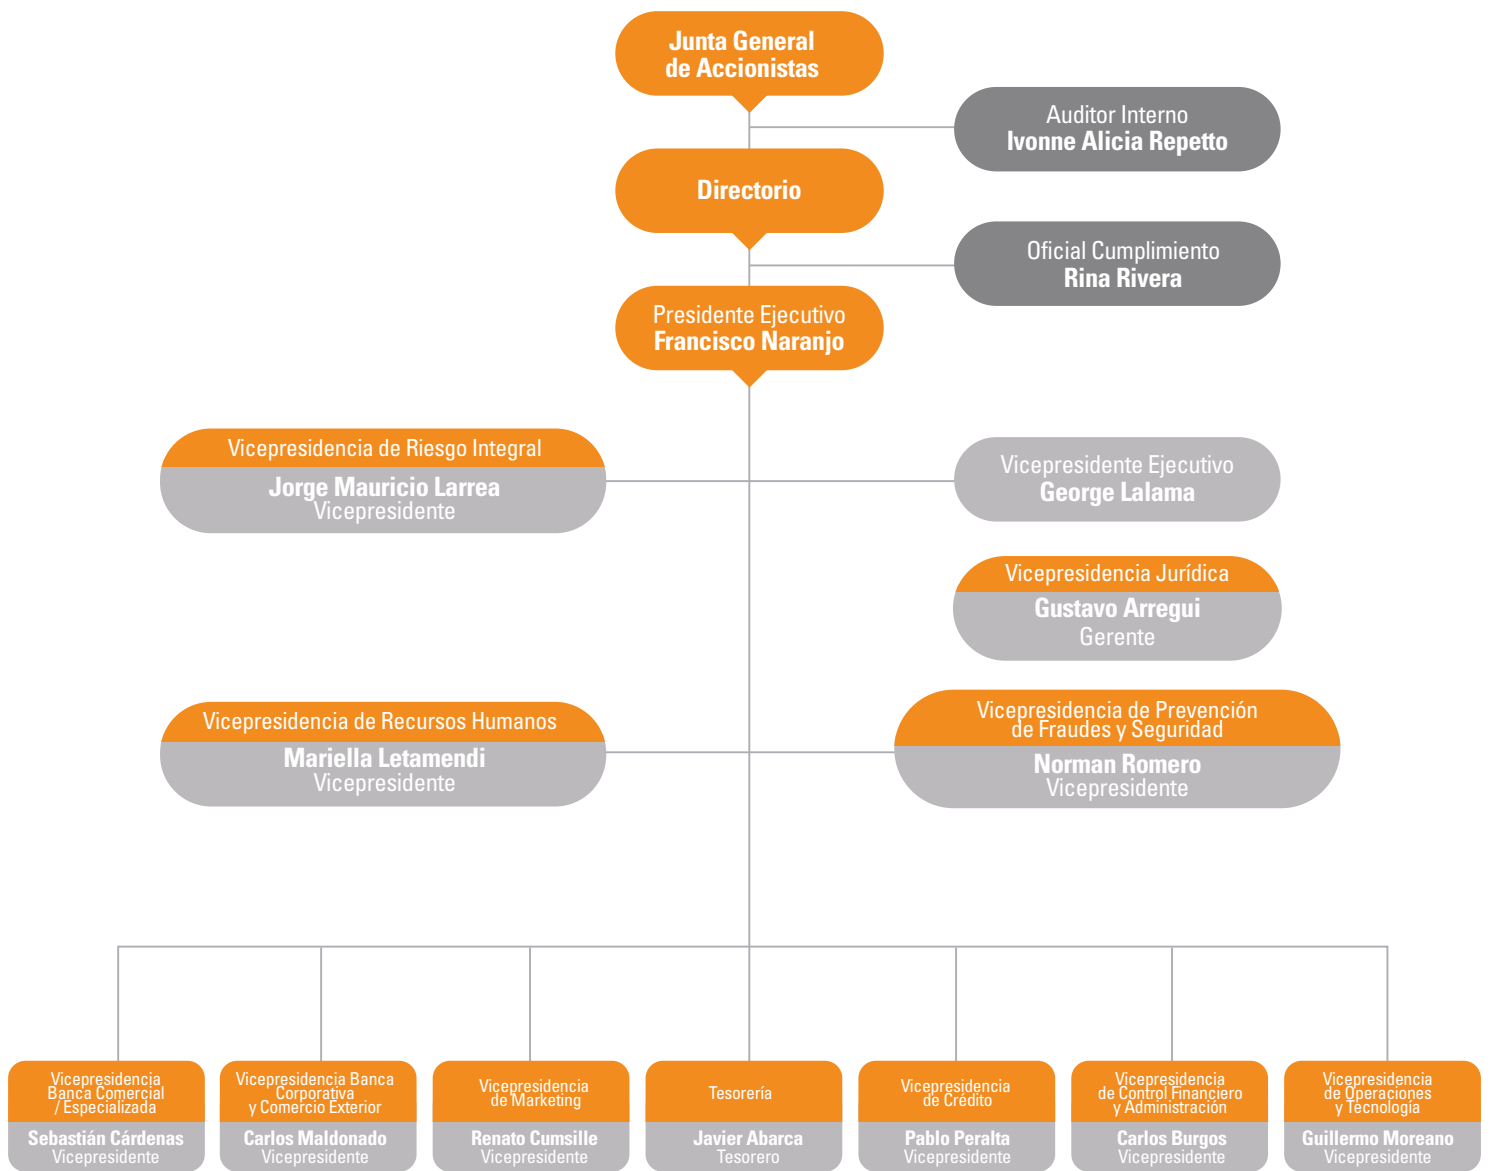 Junta General
de Accionistas
Auditor Interno
Ivonne Alicia Repetto
Directorio
Oficial Cumplimiento
Rina Rivera
Presidente Ejecutivo
Francisco Naranjo
Vicepresidencia de Riesgo Integral
Jorge Mauricio Larrea
Vicepresidente
Vicepresidente Ejecutivo
George Lalama
Vicepresidencia Jurídica
Gustavo Arregui
Gerente
Vicepresidencia de Recursos Humanos
Mariella Letamendi
Vicepresidente
Vicepresidencia de Prevención
de Fraudes y Seguridad
Norman Romero
Vicepresidente
Vicepresidencia
Banca Comercial
/ Especializada
Sebastián Cárdenas
Vicepresidente
Vicepresidencia Banca
Corporativa
y Comercio Exterior
Carlos Maldonado
Vicepresidente
Vicepresidencia
de Marketing
Renato Cumsille
Vicepresidente
Tesorería
Javier Abarca
Tesorero
Vicepresidencia
de Crédito
Pablo Peralta
Vicepresidente
Vicepresidencia
de Control Financiero
y Administración
Carlos Burgos
Vicepresidente
Vicepresidencia
de Operaciones
y Tecnología
Guillermo Moreano
Vicepresidente